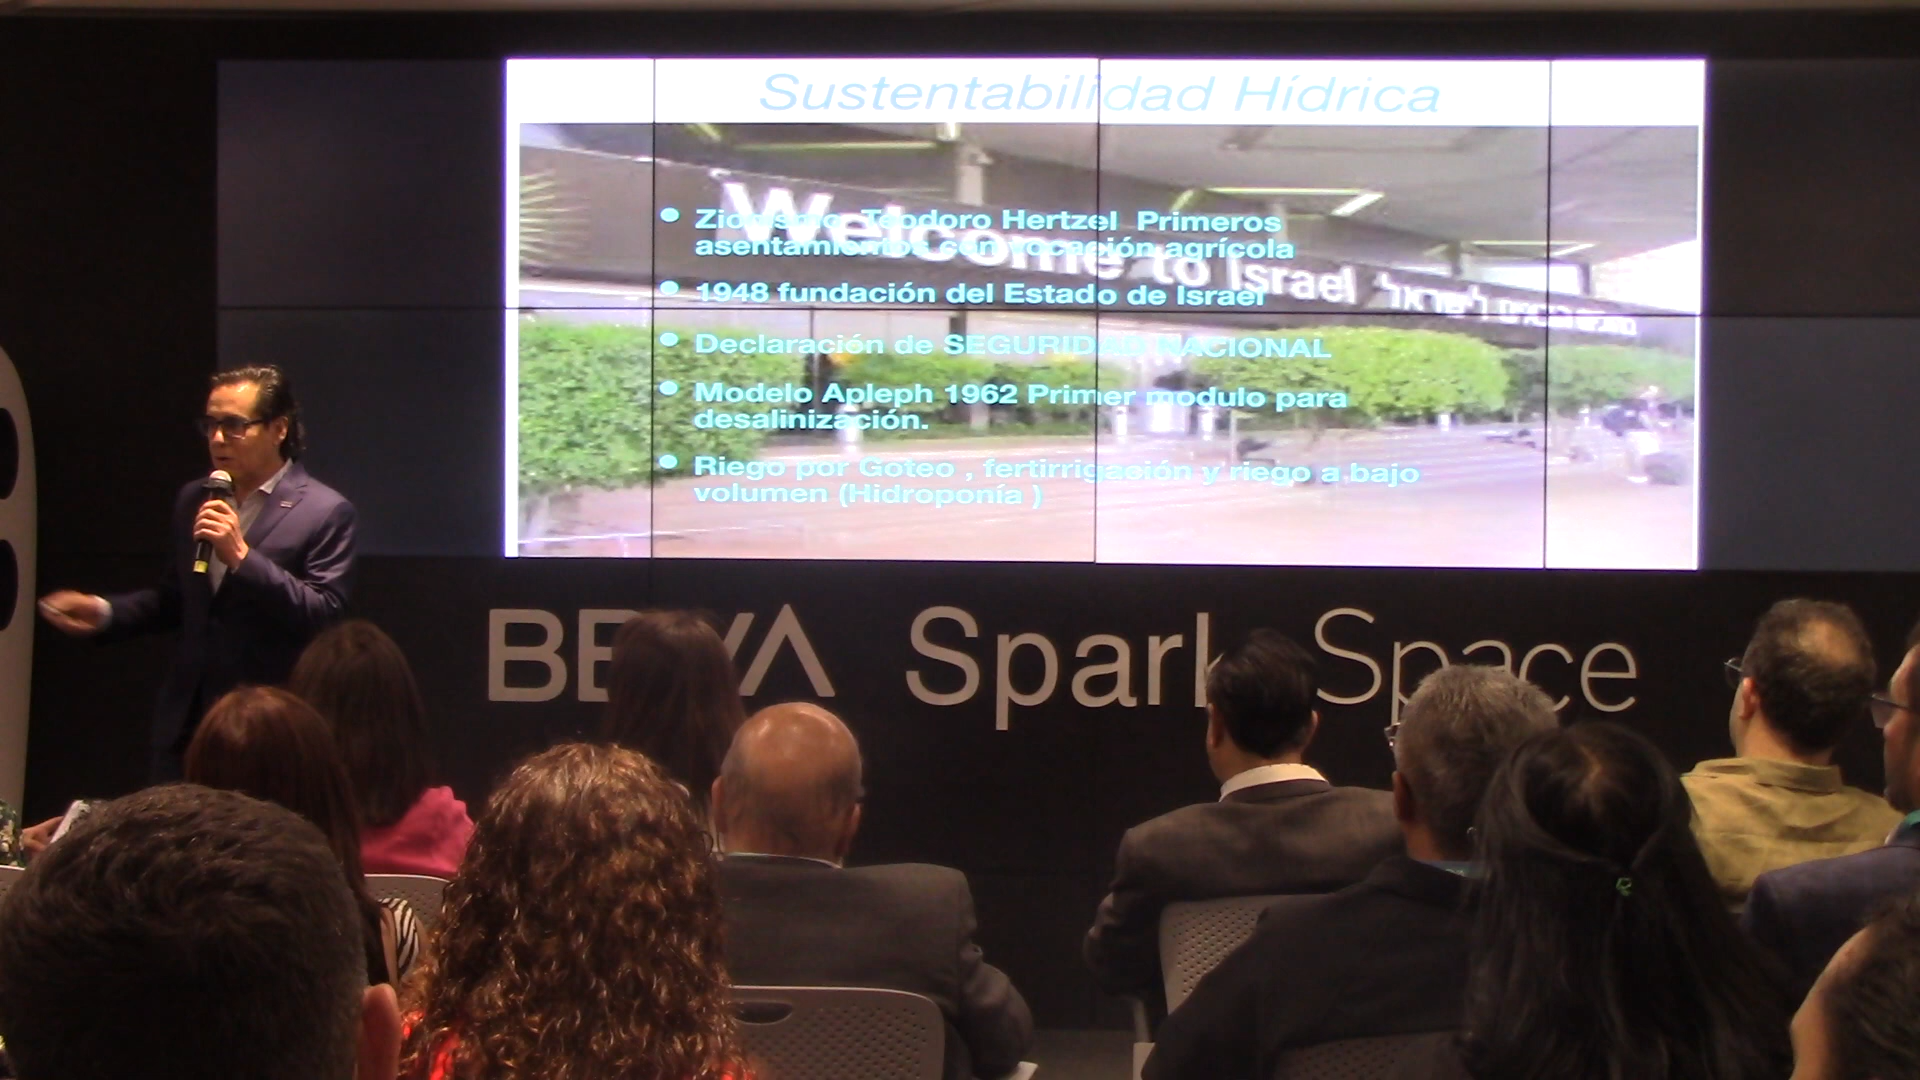 Sustentabilidad Hídrica
Welcome to Israel
• Zionismo Teodoro Hertzel Primeros
asentamientos con vocación agrícola
• 1948 fundación del Estado de Israel
• Declaración de SEGURIDAD NACIONAL
• Modelo Apleph 1962 Primer modulo para
desalinización.
• Riego por Goteo , fertirrigación y riego a bajo
volumen (Hidroponía )
BBVA Spark Space